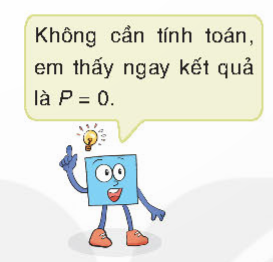 Không cần tính toán,
em thấy ngay kết quả
là P = 0.